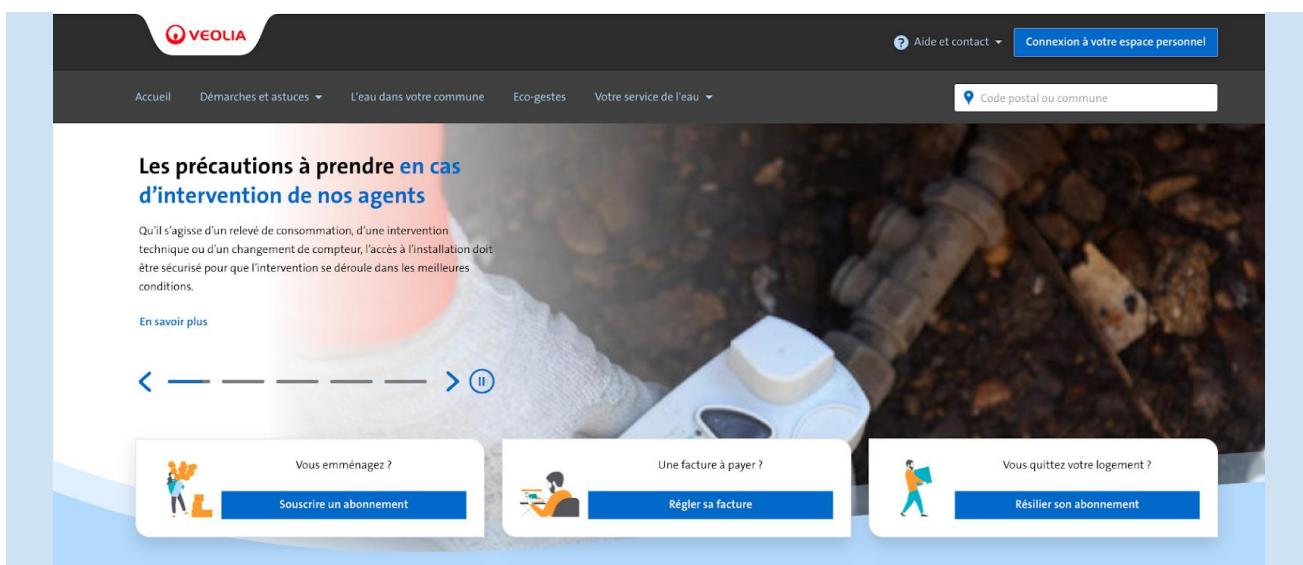 VEOLIA
Aide et contact
Connexion à votre espace personnel
Accueil
Démarches et astuces
L'eau dans votre commune
Eco-gestes
Votre service de l'eau
Code postal ou commune
Les précautions à prendre en cas
d'intervention de nos agents
Qu'il s'agisse d'un relevé de consommation, d'une intervention
technique ou d'un changement de compteur, l'accès à l'installation doit
être sécurisé pour que l'intervention se déroule dans les meilleures
conditions.
En savoir plus
Vous emménagez ?
Souscrire un abonnement
Une facture à payer ?
Régler sa facture
Vous quittez votre logement ?
Résilier son abonnement